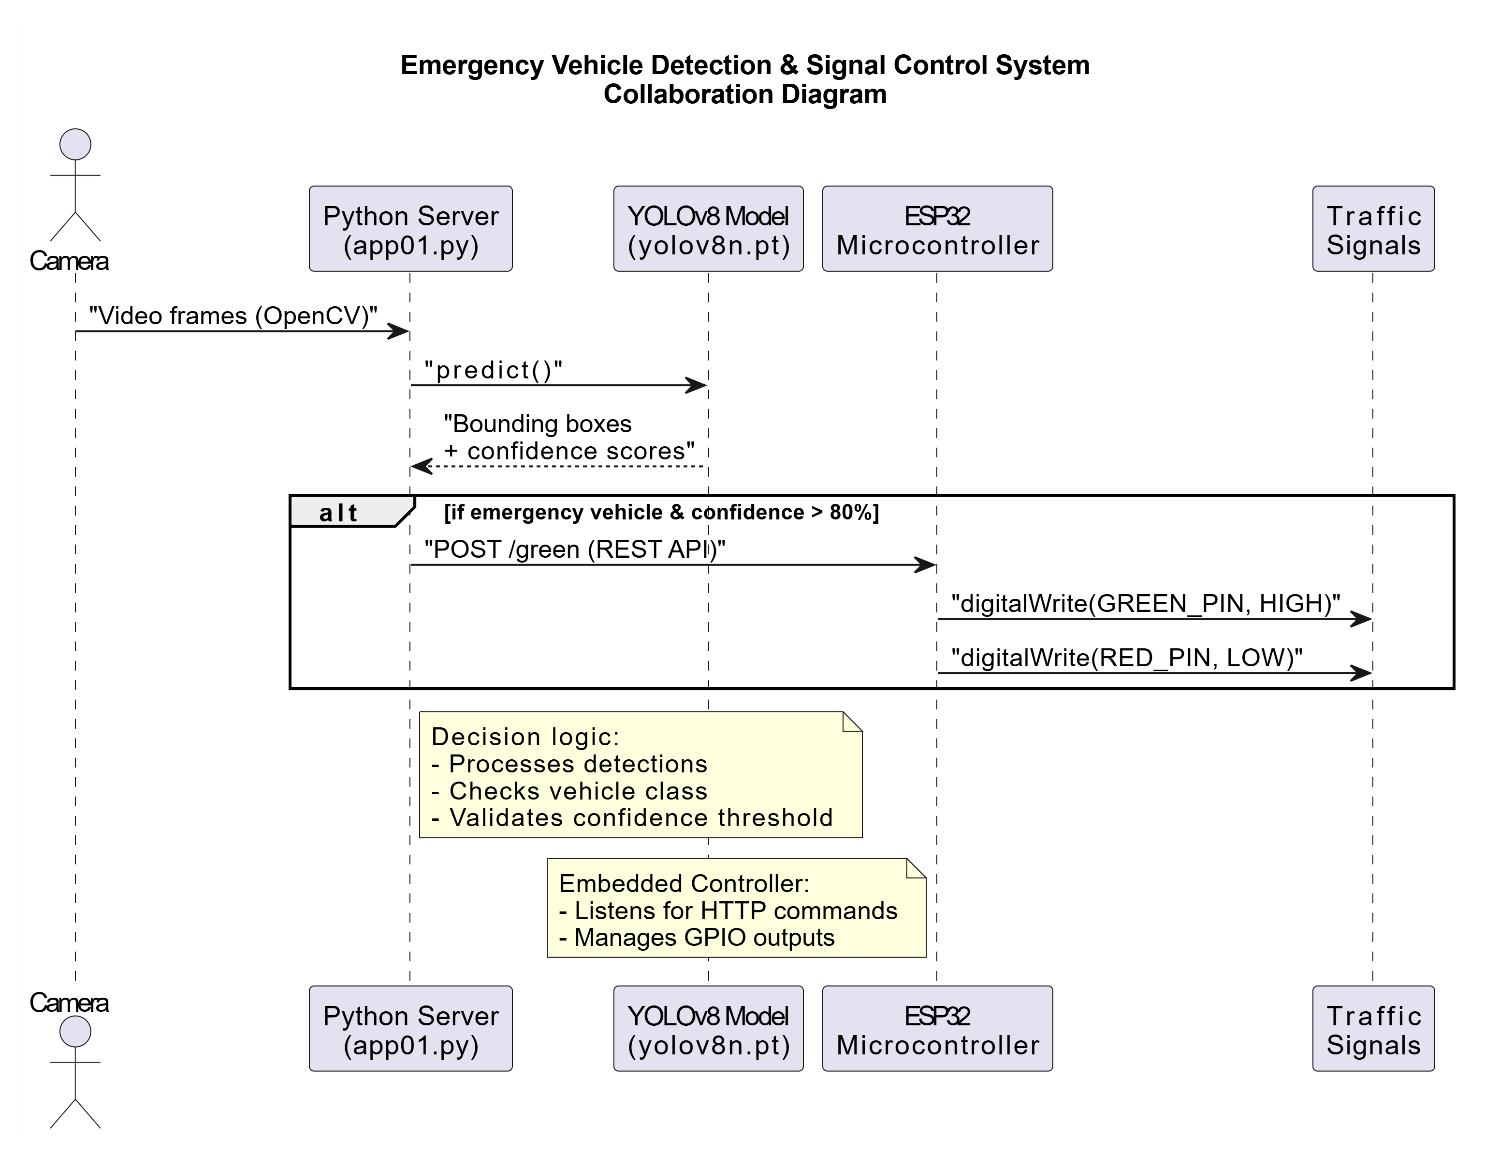 Emergency Vehicle Detection & Signal Control System
Collaboration Diagram
Camera
Python Server
(app01.py)
YOLOv8 Model
(yolov8n.pt)
ESP32
Microcontroller
Traffic
Signals
"Video frames (OpenCV)"
"predict()"
"Bounding boxes
+ confidence scores"
alt
[if emergency vehicle & confidence > 80%]
"POST /green (REST API)"
"digitalWrite(GREEN_PIN, HIGH)"
"digitalWrite(RED_PIN, LOW)"
Decision logic:
- Processes detections
- Checks vehicle class
- Validates confidence threshold
Embedded Controller:
- Listens for HTTP commands
- Manages GPIO outputs
Camera
Python Server
(app01.py)
YOLOv8 Model
(yolov8n.pt)
ESP32
Microcontroller
Traffic
Signals